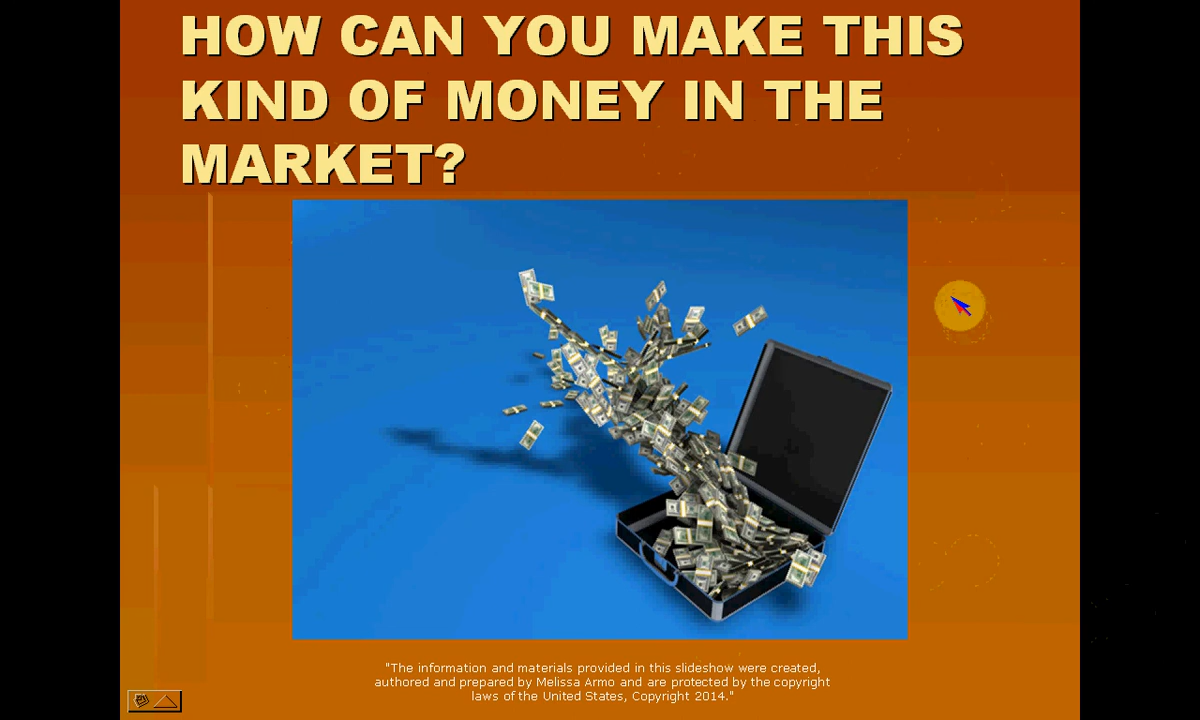 HOW CAN YOU MAKE THIS
KIND OF MONEY IN THE
MARKET?
"The information and materials provided in this slideshow were created,
authored and prepared by Melissa Armo and are protected by the copyright
laws of the United States, Copyright 2014."